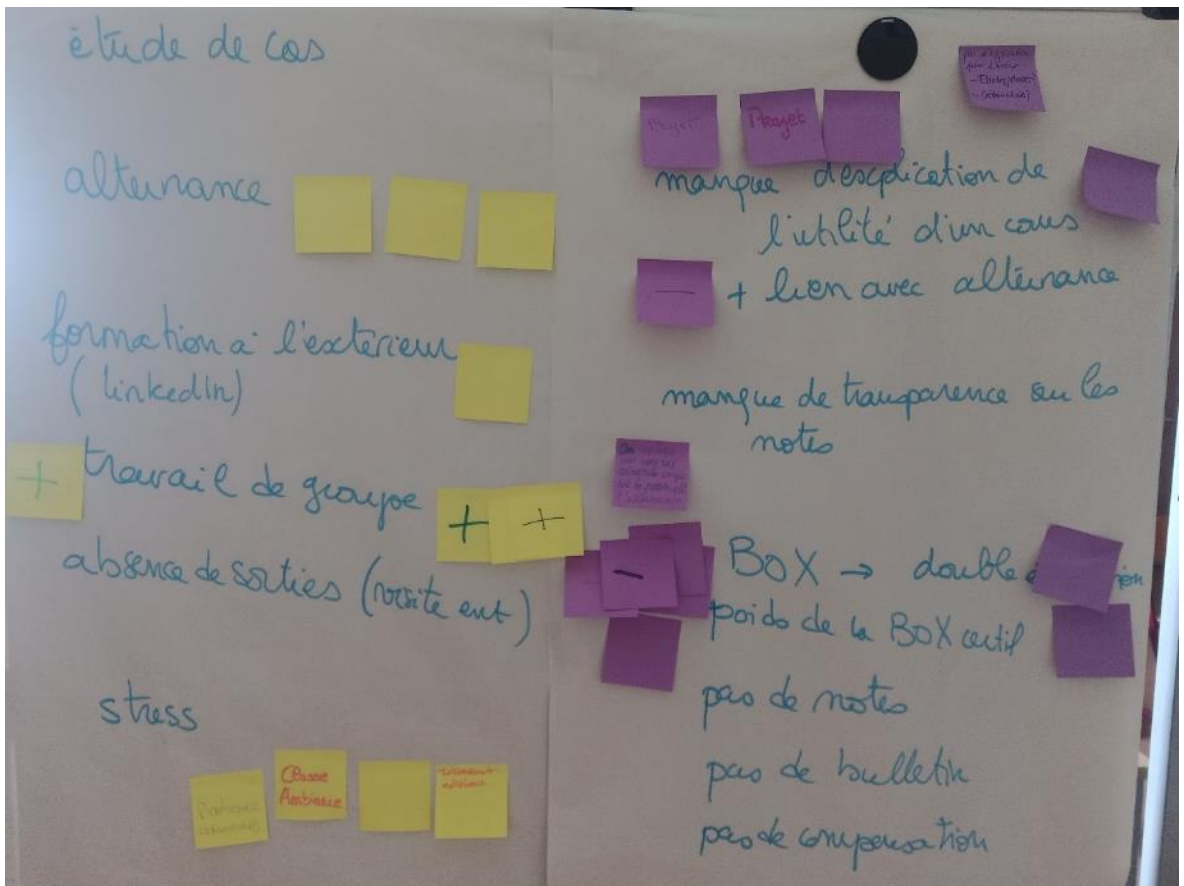 étude de cas
alternance
formation à l'extérieur
(linkedIn)
+
travail de groupe
+
+
absence de sorties (visite ent)
stress
Classe
Ambiance
Projet
Projet
manque d'explication de
l'utilité d'un cours
—
+ lien avec alternance
manque de transparence sur les
notes
-
BOX → double
poids de la BOX certif
pas de notes
pas de bulletin
pas de compensation